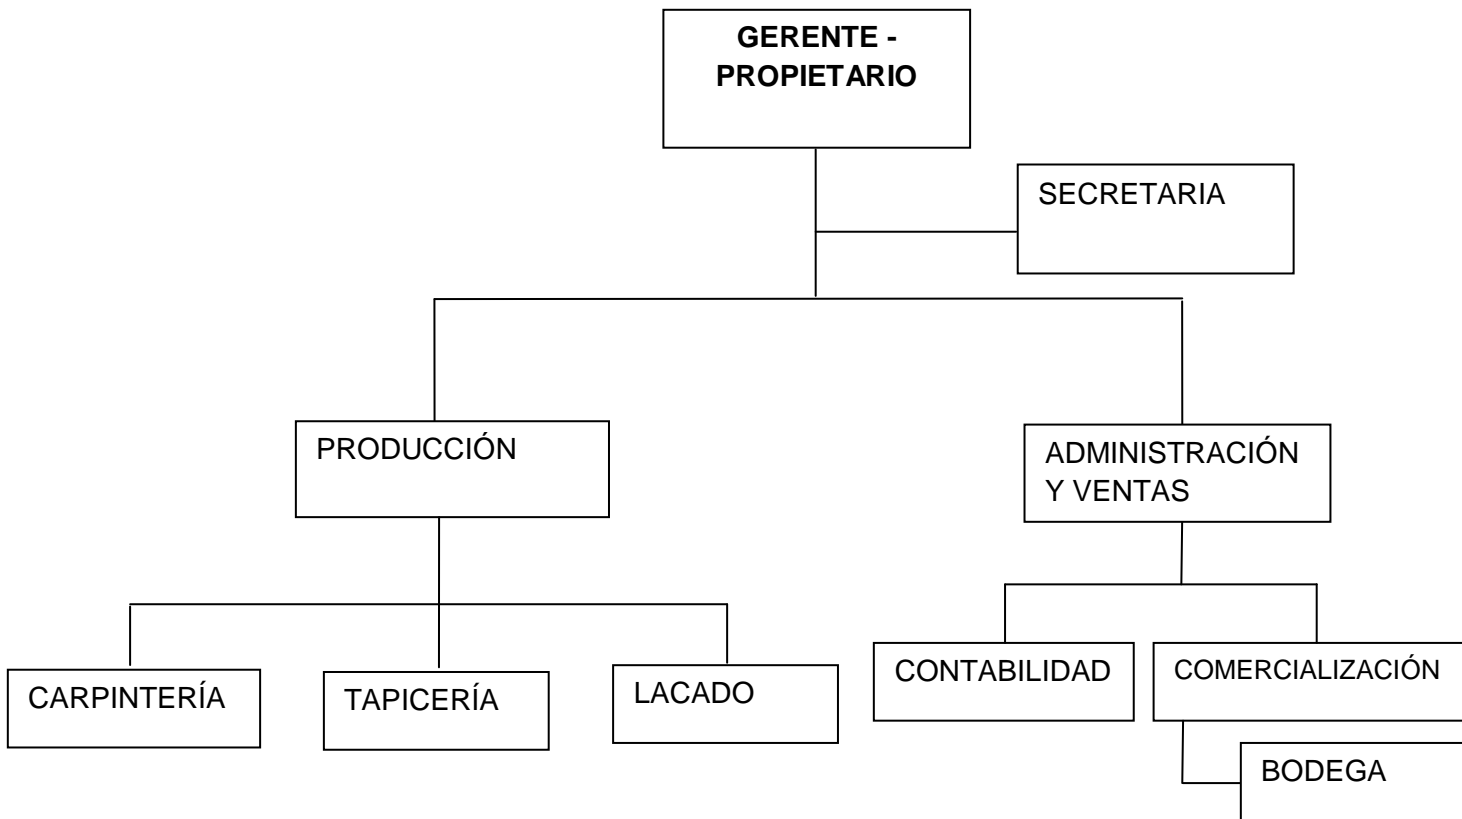 GERENTE -
PROPIETARIO
SECRETARIA
PRODUCCIÓN
ADMINISTRACIÓN
Y VENTAS
CARPINTERÍA
TAPICERÍA
LACADO
CONTABILIDAD
COMERCIALIZACIÓN
BODEGA